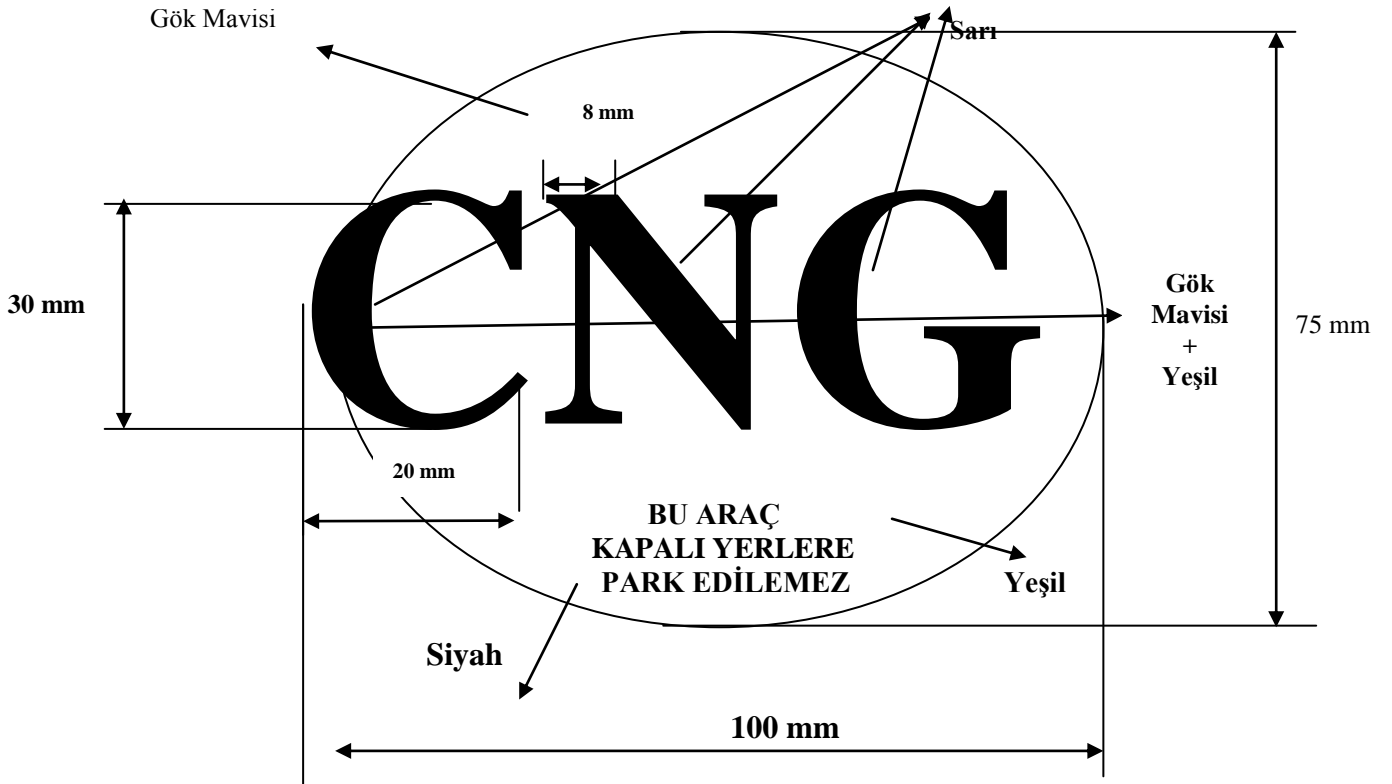 Gök Mavisi
Sarı
8 mm
CNG
30 mm
Gök
Mavisi
+
Yeşil
75 mm
20 mm
BU ARAÇ
KAPALI YERLERE
PARK EDİLEMEZ
Yeşil
Siyah
100 mm